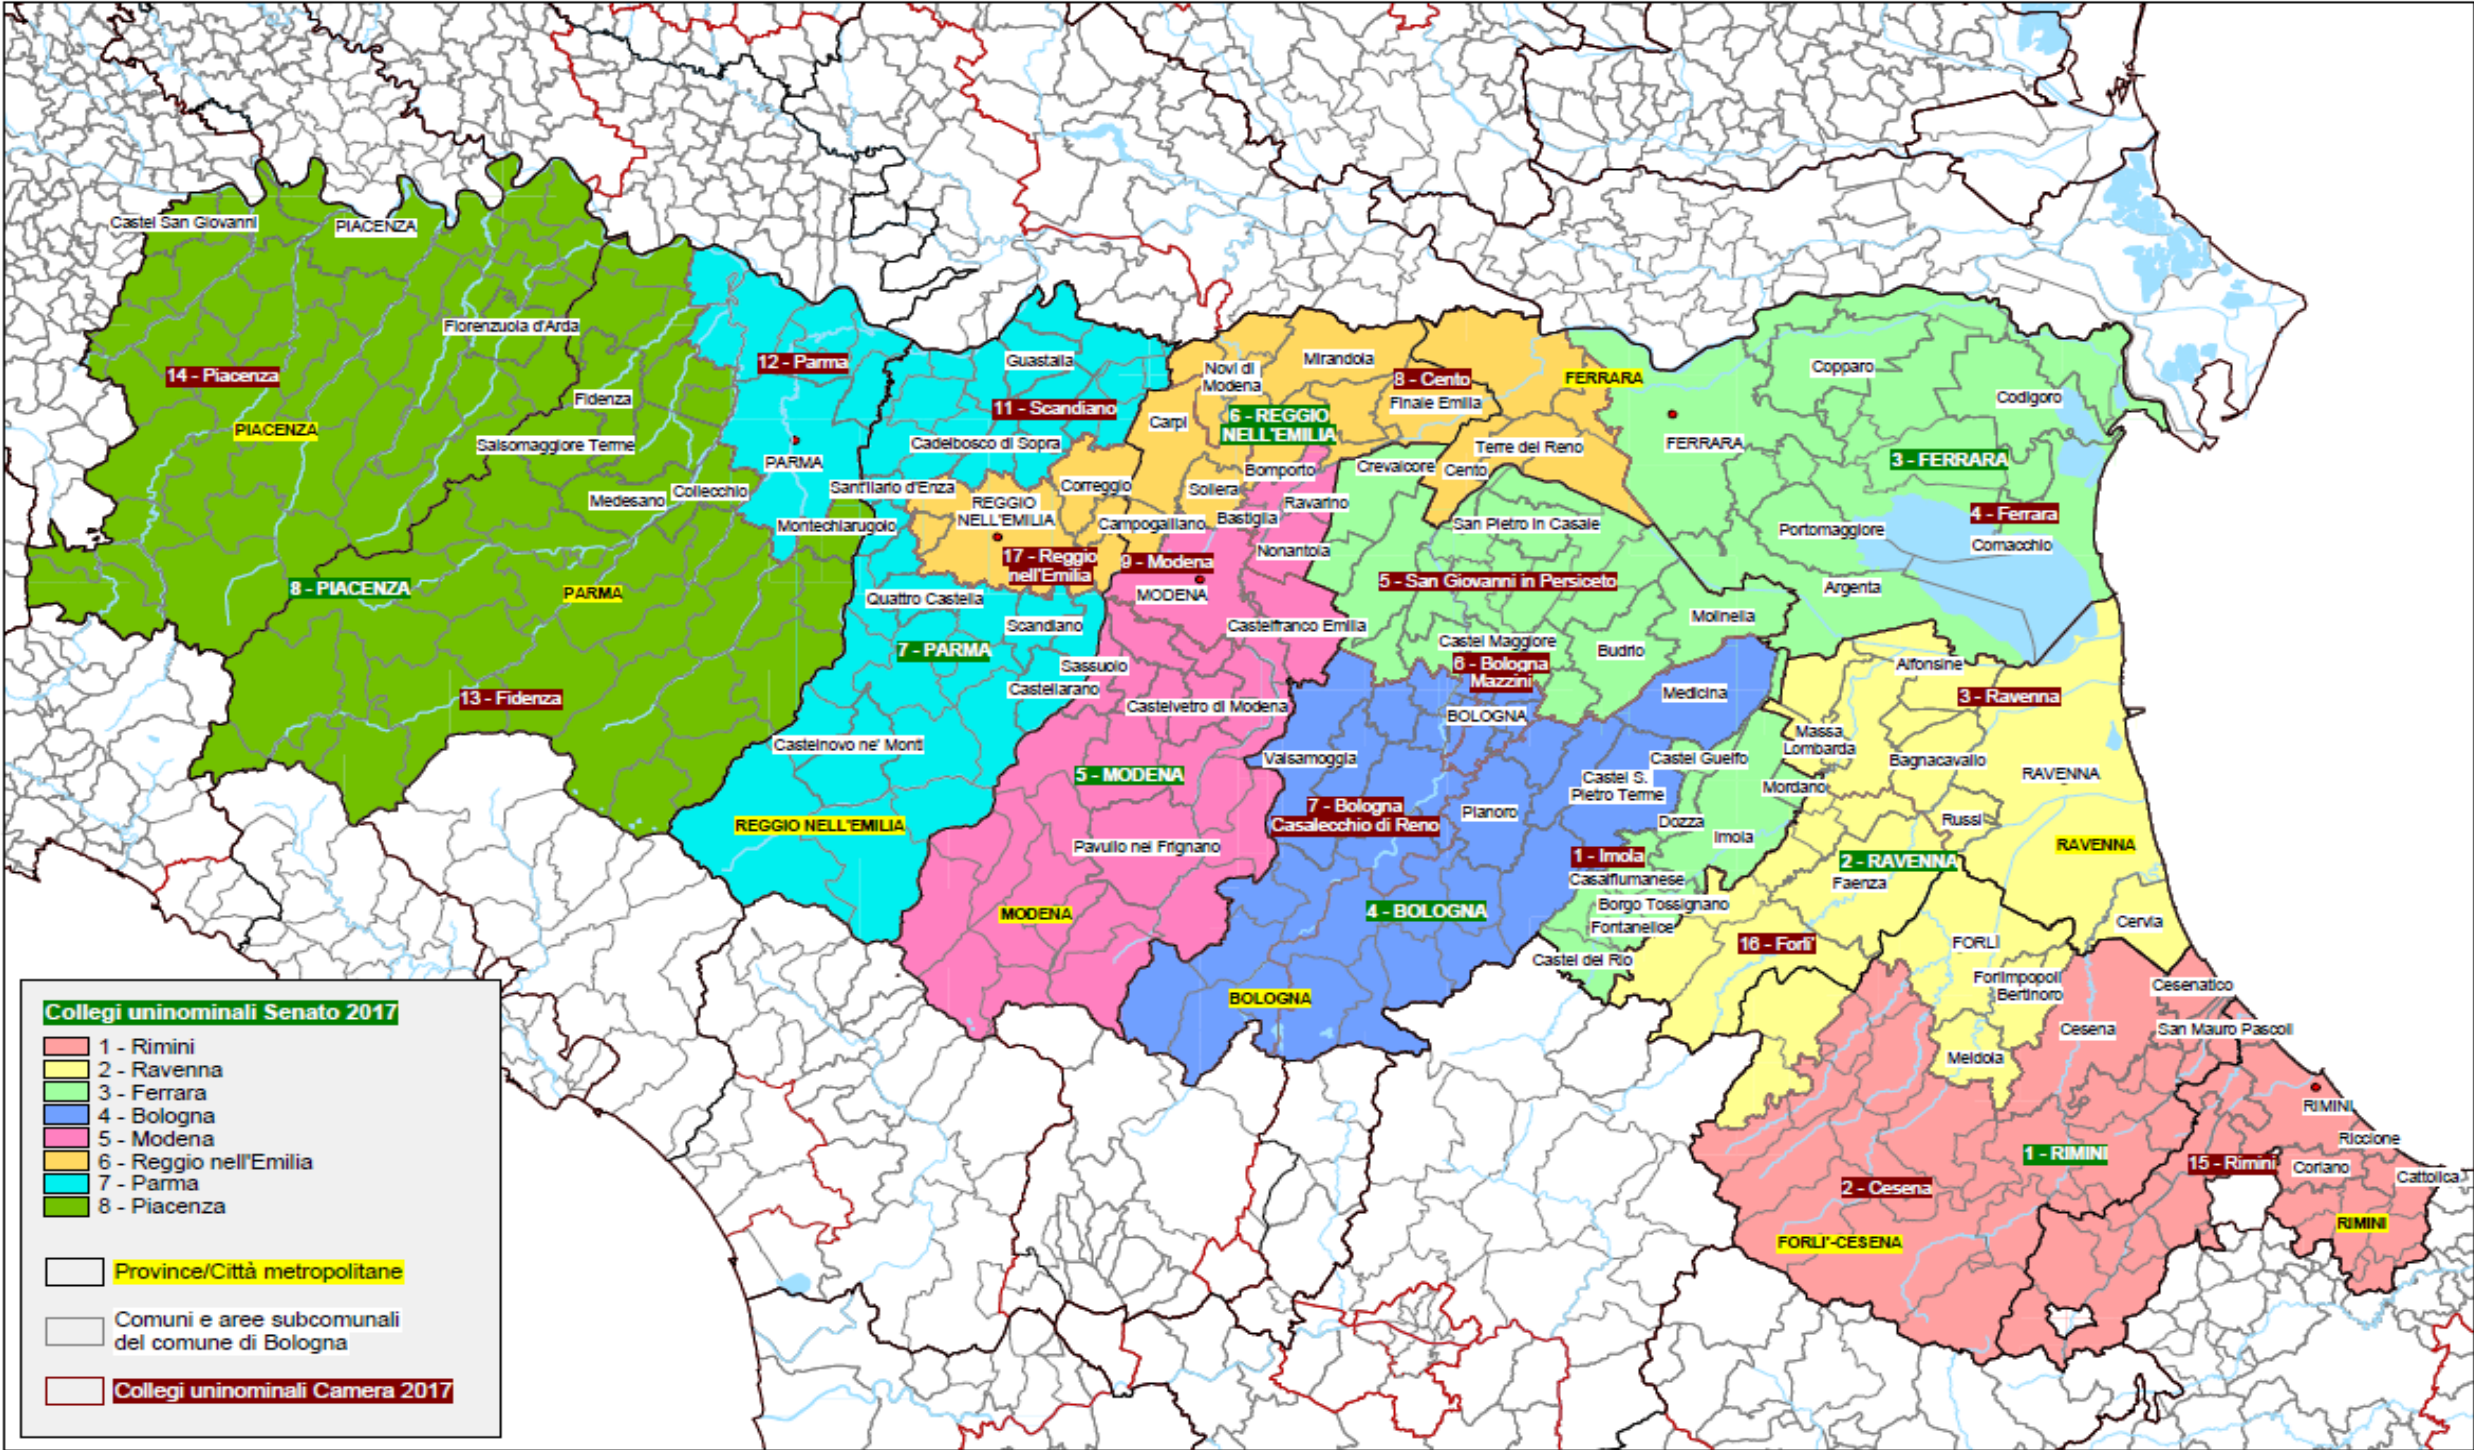 Castel San Giovanni
PIACENZA
Fiorenzuola d'Arda
14 - Piacenza
PIACENZA
Fidenza
Salsomaggiore Terme
Medesano
Collecchio
8 - PIACENZA
PARMA
13 - Fidenza
12 - Parma
PARMA
Montechiarugolo
Sant'Ilario d'Enza
Guastalla
11 - Scandiano
Cadelbosco di Sopra
REGGIO
NELL'EMILIA
Correggio
17 - Reggio
nell'Emilia
Quattro Castella
Scandiano
7 - PARMA
Sassuolo
Castellarano
Castelnovo ne' Monti
REGGIO NELL'EMILIA
Novi di
Modena
Mirandola
8 - Cento
Finale Emilia
FERRARA
Carpi
6 - REGGIO
NELL'EMILIA
Terre del Reno
Bomporto
Crevalcore
Cento
Soliera
Ravarino
Campogalliano
Bastiglia
Nonantola
9 - Modena
MODENA
Castelfranco Emilia
Castelvetro di Modena
5 - MODENA
Pavullo nel Frignano
MODENA
Copparo
Codigoro
FERRARA
3 - FERRARA
4 - Ferrara
Portomaggiore
Comacchio
Argenta
San Pietro in Casale
5 - San Giovanni in Persiceto
Molinella
Castel Maggiore
Budrio
6 - Bologna
Mazzini
BOLOGNA
Medicina
Valsamoggia
Castel Guelfo
Castel S.
Pietro Terme
Mordano
7 - Bologna
Casalecchio di Reno
Pianoro
Dozza
Imola
1 - Imola
Casalfiumanese
Borgo Tossignano
Fontanelice
Castel del Rio
4 - BOLOGNA
BOLOGNA
Alfonsine
3 - Ravenna
Massa
Lombarda
Bagnacavallo
RAVENNA
Russi
RAVENNA
2 - RAVENNA
Faenza
Cervia
16 - Forli'
FORLÌ
Forlimpopoli
Bertinoro
Cesenatico
Cesena
San Mauro Pascoli
Meldola
RIMINI
Riccione
1 - RIMINI
15 - Rimini
Coriano
Cattolica
2 - Cesena
RIMINI
FORLI'-CESENA
Collegi uninominali Senato 2017
1 - Rimini
2 - Ravenna
3 - Ferrara
4 - Bologna
5 - Modena
6 - Reggio nell'Emilia
7 - Parma
8 - Piacenza
Province/Città metropolitane
Comuni e aree subcomunali
del comune di Bologna
Collegi uninominali Camera 2017